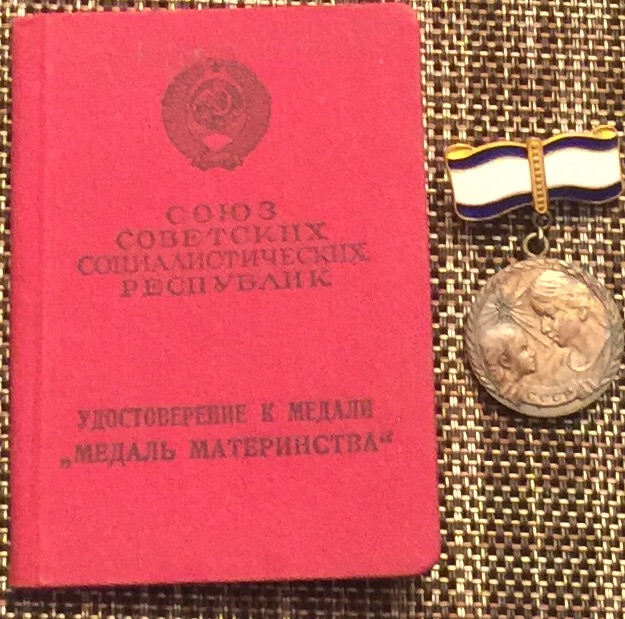 СОЮЗ
СОВЕТСКИХ
СОЦИАЛИСТИЧЕСКИХ
РЕСПУБЛИК
УДОСТОВЕРЕНИЕ К МЕДАЛИ
„МЕДАЛЬ МАТЕРИНСТВА“
СССР